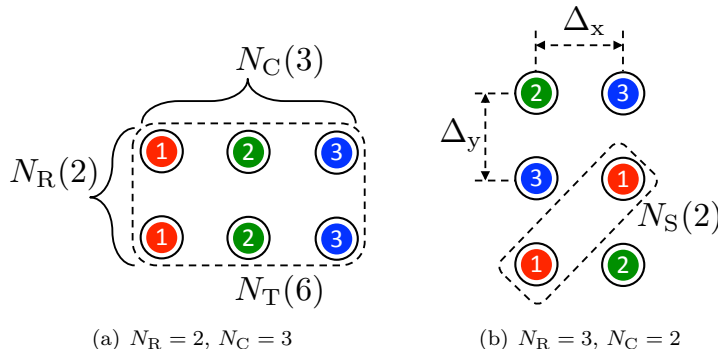 N_C(3)
N_R(2)
1 2 3
1 2 3
N_T(6)
(a) N_R = 2, N_C = 3
Δ_x
2 3
Δ_y
3 1
N_S(2)
1 2
(b) N_R = 3, N_C = 2